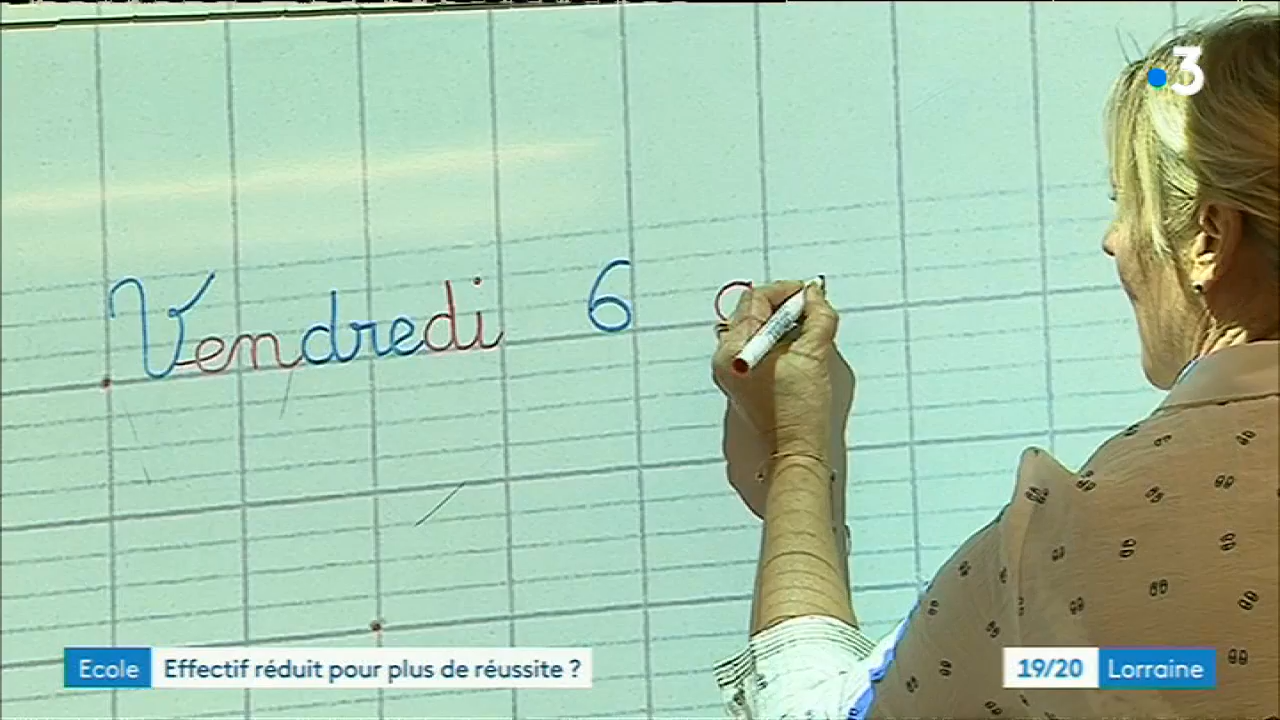 3
Vendredi 6
Ecole Effectif réduit pour plus de réussite ?
19/20 Lorraine